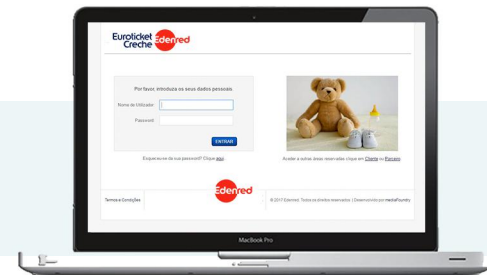 Euroticket
Creche
Edenred
Por favor, introduza os seus dados pessoais.
Nome de Utilizador:
Password:
ENTRAR
Esqueceu-se da sua password? Clique aqui.
Aceder a outras áreas reservadas clique em Cliente ou Parceiro.
Edenred
Termos e Condições
© 2017 Edenred. Todos os direitos reservados. | Desenvolvido por mediaFoundry
MacBook Pro